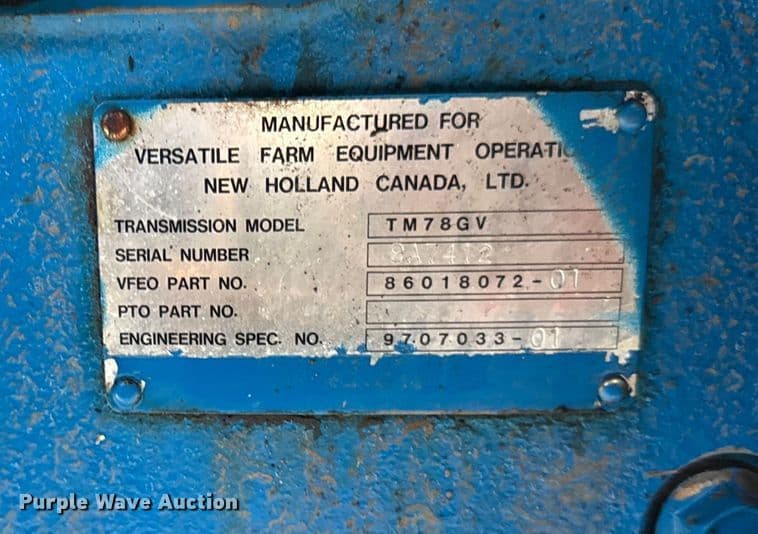 MANUFACTURED FOR
VERSATILE FARM EQUIPMENT OPERATI
NEW HOLLAND CANADA, LTD.
TRANSMISSION MODEL TM78GV
SERIAL NUMBER
VFEO PART NO. 86018072-01
PTO PART NO.
ENGINEERING SPEC. NO. 9707033-01
Purple Wave Auction